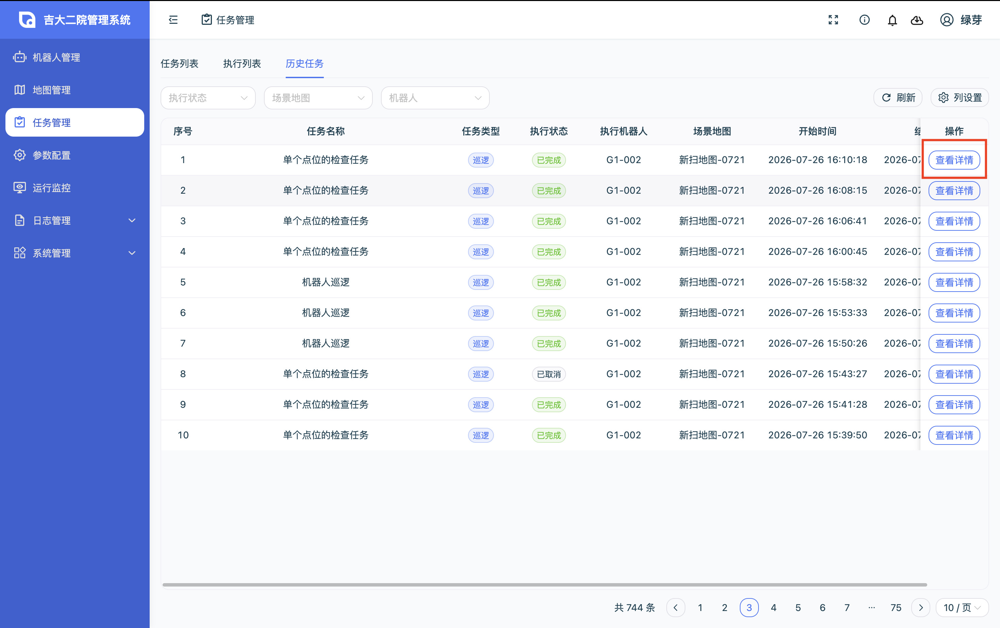 吉大二院管理系统
任务管理
绿芽
机器人管理
地图管理
任务管理
参数配置
运行监控
日志管理
系统管理
任务列表 执行列表 历史任务
执行状态 场景地图 机器人 刷新 列设置
序号 任务名称 任务类型 执行状态 执行机器人 场景地图 开始时间 操作
1 单个点位的检查任务 巡逻 已完成 G1-002 新扫地图-0721 2026-07-26 16:10:18 2026-07 查看详情
2 单个点位的检查任务 巡逻 已完成 G1-002 新扫地图-0721 2026-07-26 16:08:15 2026-07 查看详情
3 单个点位的检查任务 巡逻 已完成 G1-002 新扫地图-0721 2026-07-26 16:06:41 2026-07 查看详情
4 单个点位的检查任务 巡逻 已完成 G1-002 新扫地图-0721 2026-07-26 16:00:45 2026-07 查看详情
5 机器人巡逻 巡逻 已完成 G1-002 新扫地图-0721 2026-07-26 15:58:32 2026-07 查看详情
6 机器人巡逻 巡逻 已完成 G1-002 新扫地图-0721 2026-07-26 15:53:33 2026-07 查看详情
7 机器人巡逻 巡逻 已完成 G1-002 新扫地图-0721 2026-07-26 15:50:26 2026-07 查看详情
8 单个点位的检查任务 巡逻 已取消 G1-002 新扫地图-0721 2026-07-26 15:43:27 2026-07 查看详情
9 单个点位的检查任务 巡逻 已完成 G1-002 新扫地图-0721 2026-07-26 15:41:28 2026-07 查看详情
10 单个点位的检查任务 巡逻 已完成 G1-002 新扫地图-0721 2026-07-26 15:39:50 2026-07 查看详情
共 744 条 1 2 3 4 5 6 7 ... 75 10 / 页